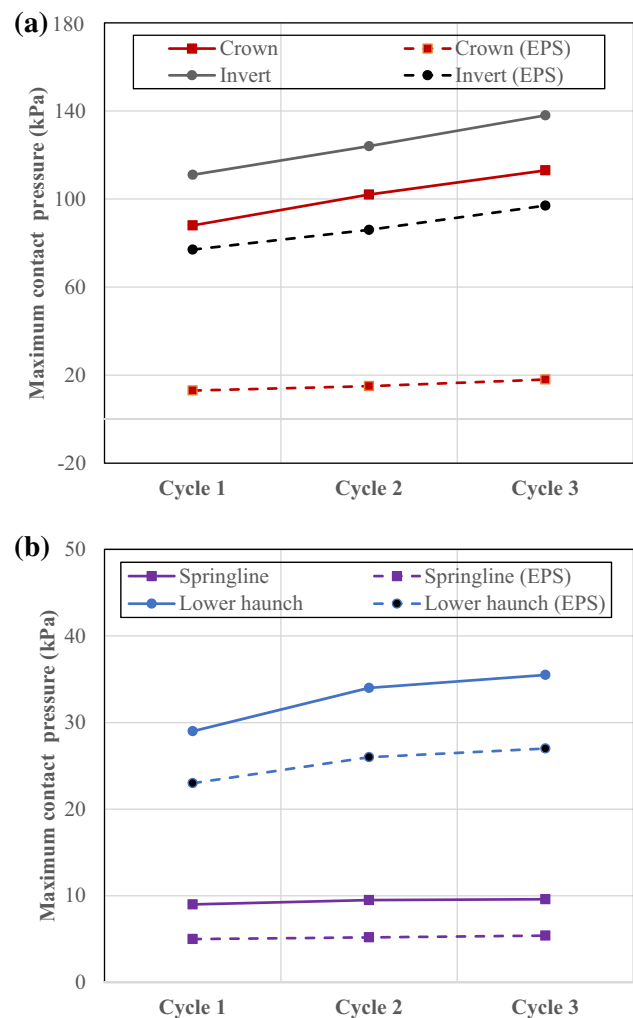 (a)
180
Crown
Crown (EPS)
Invert
Invert (EPS)
140
100
60
20
-20
Maximum contact pressure (kPa)
Cycle 1
Cycle 2
Cycle 3
(b)
50
Springline
Springline (EPS)
Lower haunch
Lower haunch (EPS)
40
30
20
10
0
Maximum contact pressure (kPa)
Cycle 1
Cycle 2
Cycle 3